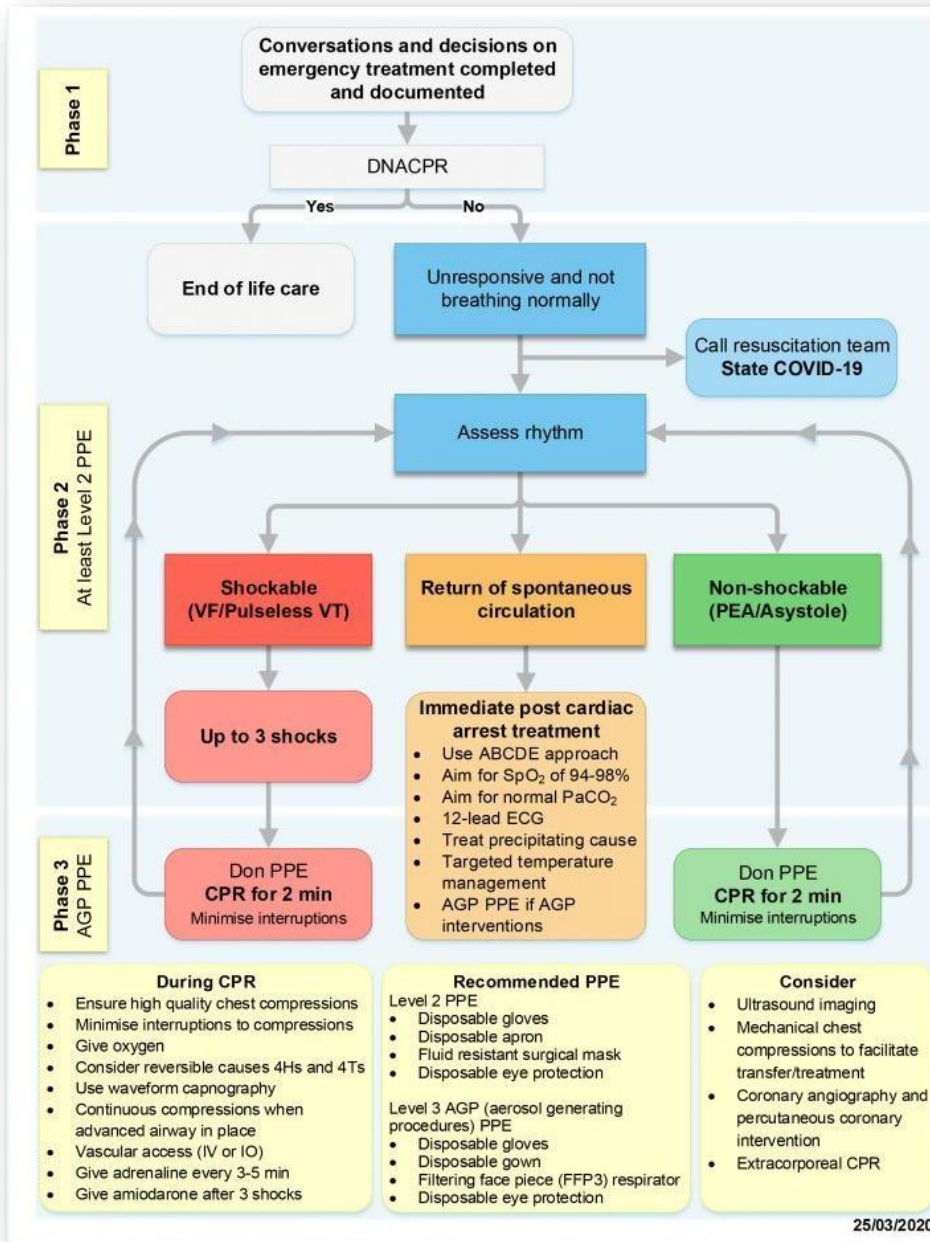 Phase 1
Conversations and decisions on
emergency treatment completed
and documented
DNACPR
Yes
No
End of life care
Unresponsive and not
breathing normally
Call resuscitation team
State COVID-19
Phase 2
At least Level 2 PPE
Assess rhythm
Shockable
(VF/Pulseless VT)
Return of spontaneous
circulation
Non-shockable
(PEA/Asystole)
Up to 3 shocks
Immediate post cardiac
arrest treatment
• Use ABCDE approach
• Aim for SpO₂ of 94-98%
• Aim for normal PaCO₂
• 12-lead ECG
• Treat precipitating cause
• Targeted temperature
management
• AGP PPE if AGP
interventions
Phase 3
AGP PPE
Don PPE
CPR for 2 min
Minimise interruptions
Don PPE
CPR for 2 min
Minimise interruptions
During CPR
• Ensure high quality chest compressions
• Minimise interruptions to compressions
• Give oxygen
• Consider reversible causes 4Hs and 4Ts
• Use waveform capnography
• Continuous compressions when
advanced airway in place
• Vascular access (IV or IO)
• Give adrenaline every 3-5 min
• Give amiodarone after 3 shocks
Recommended PPE
Level 2 PPE
• Disposable gloves
• Disposable apron
• Fluid resistant surgical mask
• Disposable eye protection
Level 3 AGP (aerosol generating
procedures) PPE
• Disposable gloves
• Disposable gown
• Filtering face piece (FFP3) respirator
• Disposable eye protection
Consider
• Ultrasound imaging
• Mechanical chest
compressions to facilitate
transfer/treatment
• Coronary angiography and
percutaneous coronary
intervention
• Extracorporeal CPR
25/03/2020